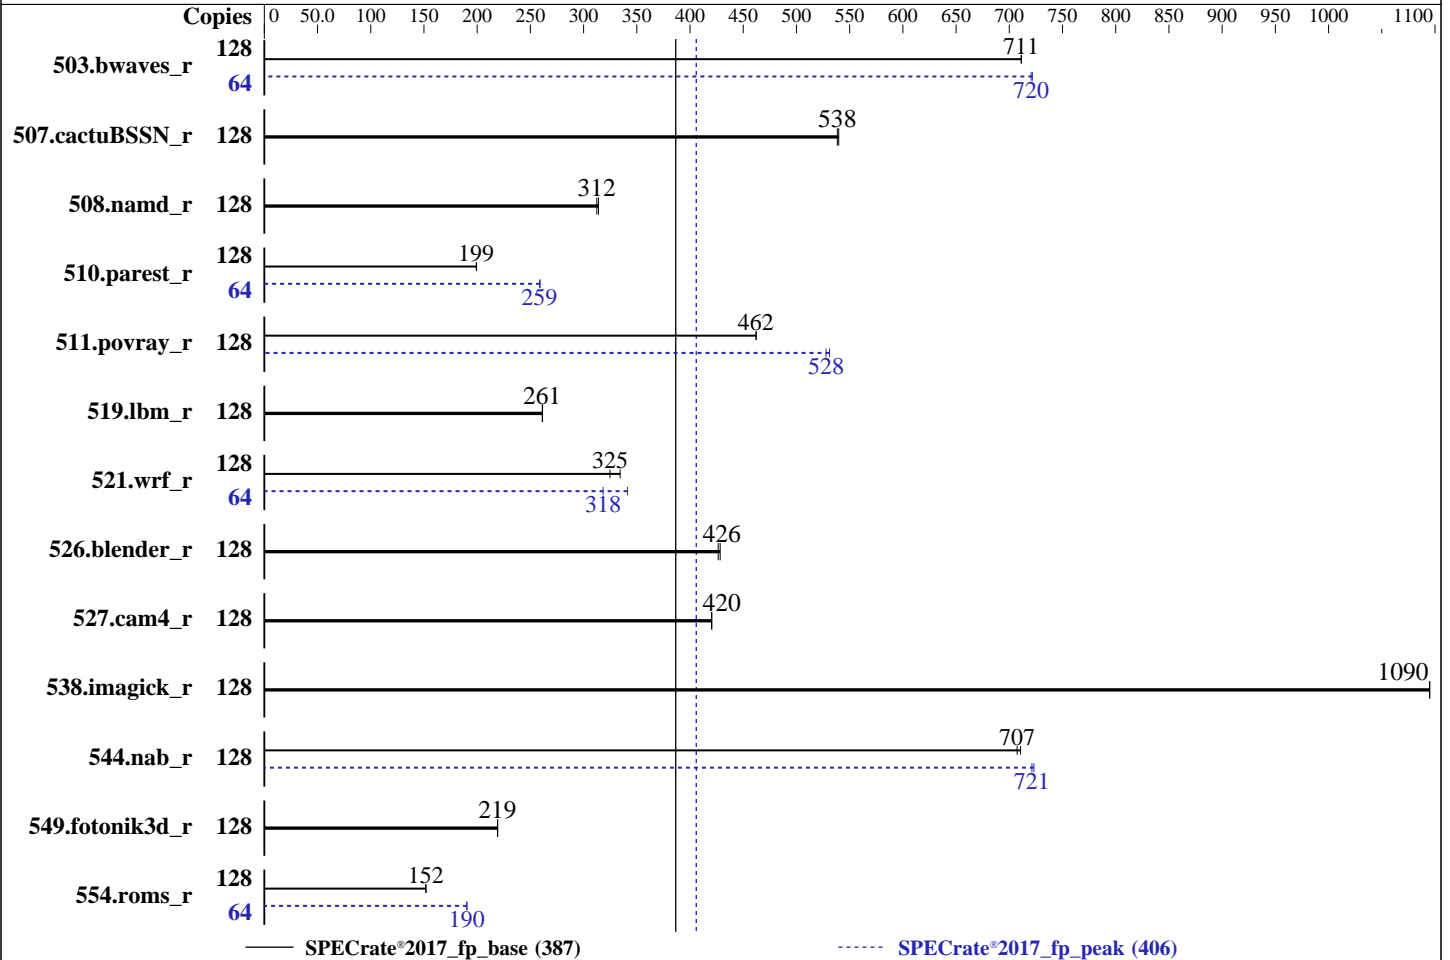 Copies 0 50.0 100 150 200 250 300 350 400 450 500 550 600 650 700 750 800 850 900 950 1000 1100
503.bwaves_r 128 711
64 720
507.cactuBSSN_r 128 538
508.namd_r 128 312
510.parest_r 128 199
64 259
511.povray_r 128 462
528
519.lbm_r 128 261
521.wrf_r 128 325
64 318
526.blender_r 128 426
527.cam4_r 128 420
538.imagick_r 128 1090
544.nab_r 128 707
721
549.fotonik3d_r 128 219
554.roms_r 128 152
64 190
SPECrate®2017_fp_base (387) SPECrate®2017_fp_peak (406)